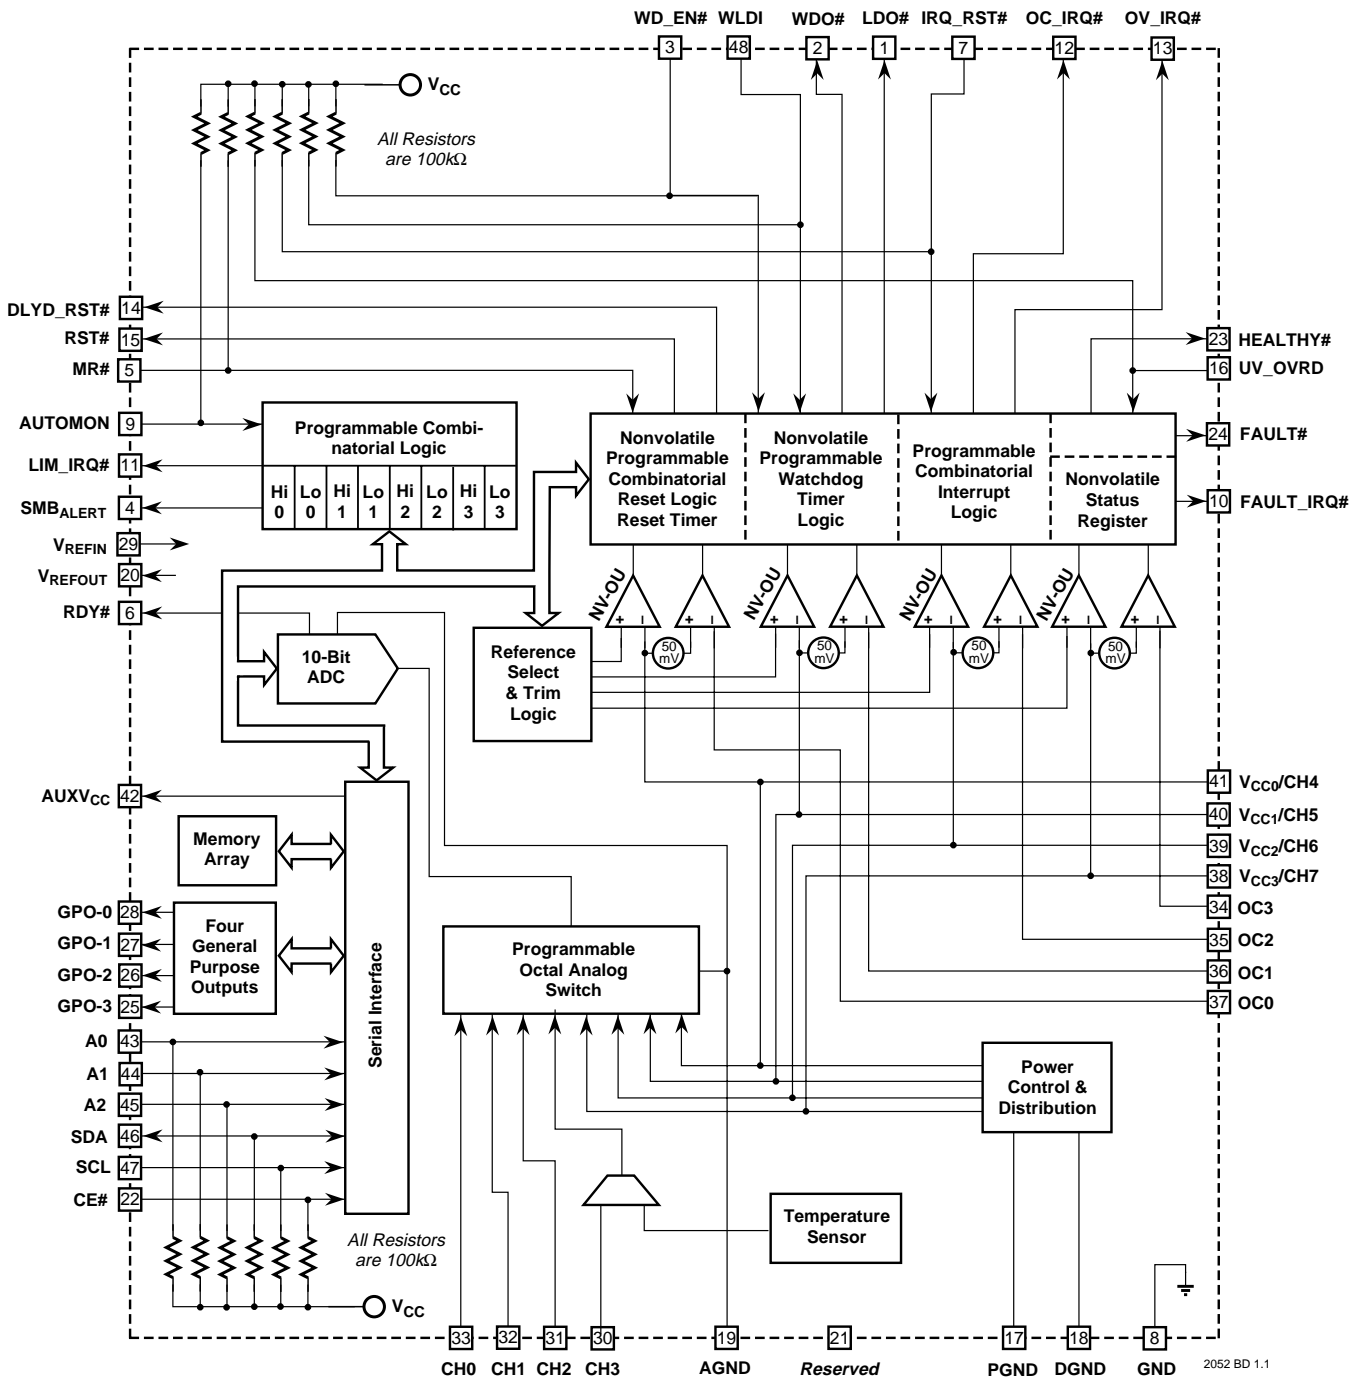 WD_EN# WLDI WDO# LDO# IRQ_RST# OC_IRQ# OV_IRQ#
3 48 2 1 7 12 13
VCC
All Resistors
are 100kΩ
DLYD_RST# 14
RST# 15
MR# 5
AUTOMON 9
LIM_IRQ# 11
SMBALERT 4
VREFIN 29
VREFOUT 20
RDY# 6
23 HEALTHY#
16 UV_OVRD
24 FAULT#
10 FAULT_IRQ#
Programmable Combi-
natorial Logic
Hi 0
Lo 0
Hi 1
Lo 1
Hi 2
Lo 2
Hi 3
Lo 3
Nonvolatile
Programmable
Combinatorial
Reset Logic
Reset Timer
Nonvolatile
Programmable
Watchdog
Timer
Logic
Programmable
Combinatorial
Interrupt
Logic
Nonvolatile
Status
Register
NV-OU NV-OU NV-OU NV-OU
+ – + – + – + – + – + – + – + –
50 mV
50 mV
50 mV
50 mV
10-Bit
ADC
Reference
Select
& Trim
Logic
AUXVCC 42
Memory
Array
GPO-0 28
GPO-1 27
GPO-2 26
GPO-3 25
Four
General
Purpose
Outputs
Serial Interface
A0 43
A1 44
A2 45
SDA 46
SCL 47
CE# 22
All Resistors
are 100kΩ
VCC
Programmable
Octal Analog
Switch
41 VCC0/CH4
40 VCC1/CH5
39 VCC2/CH6
38 VCC3/CH7
34 OC3
35 OC2
36 OC1
37 OC0
Power
Control &
Distribution
Temperature
Sensor
33 32 31 30 19 21 17 18 8
CH0 CH1 CH2 CH3 AGND Reserved PGND DGND GND
2052 BD 1.1